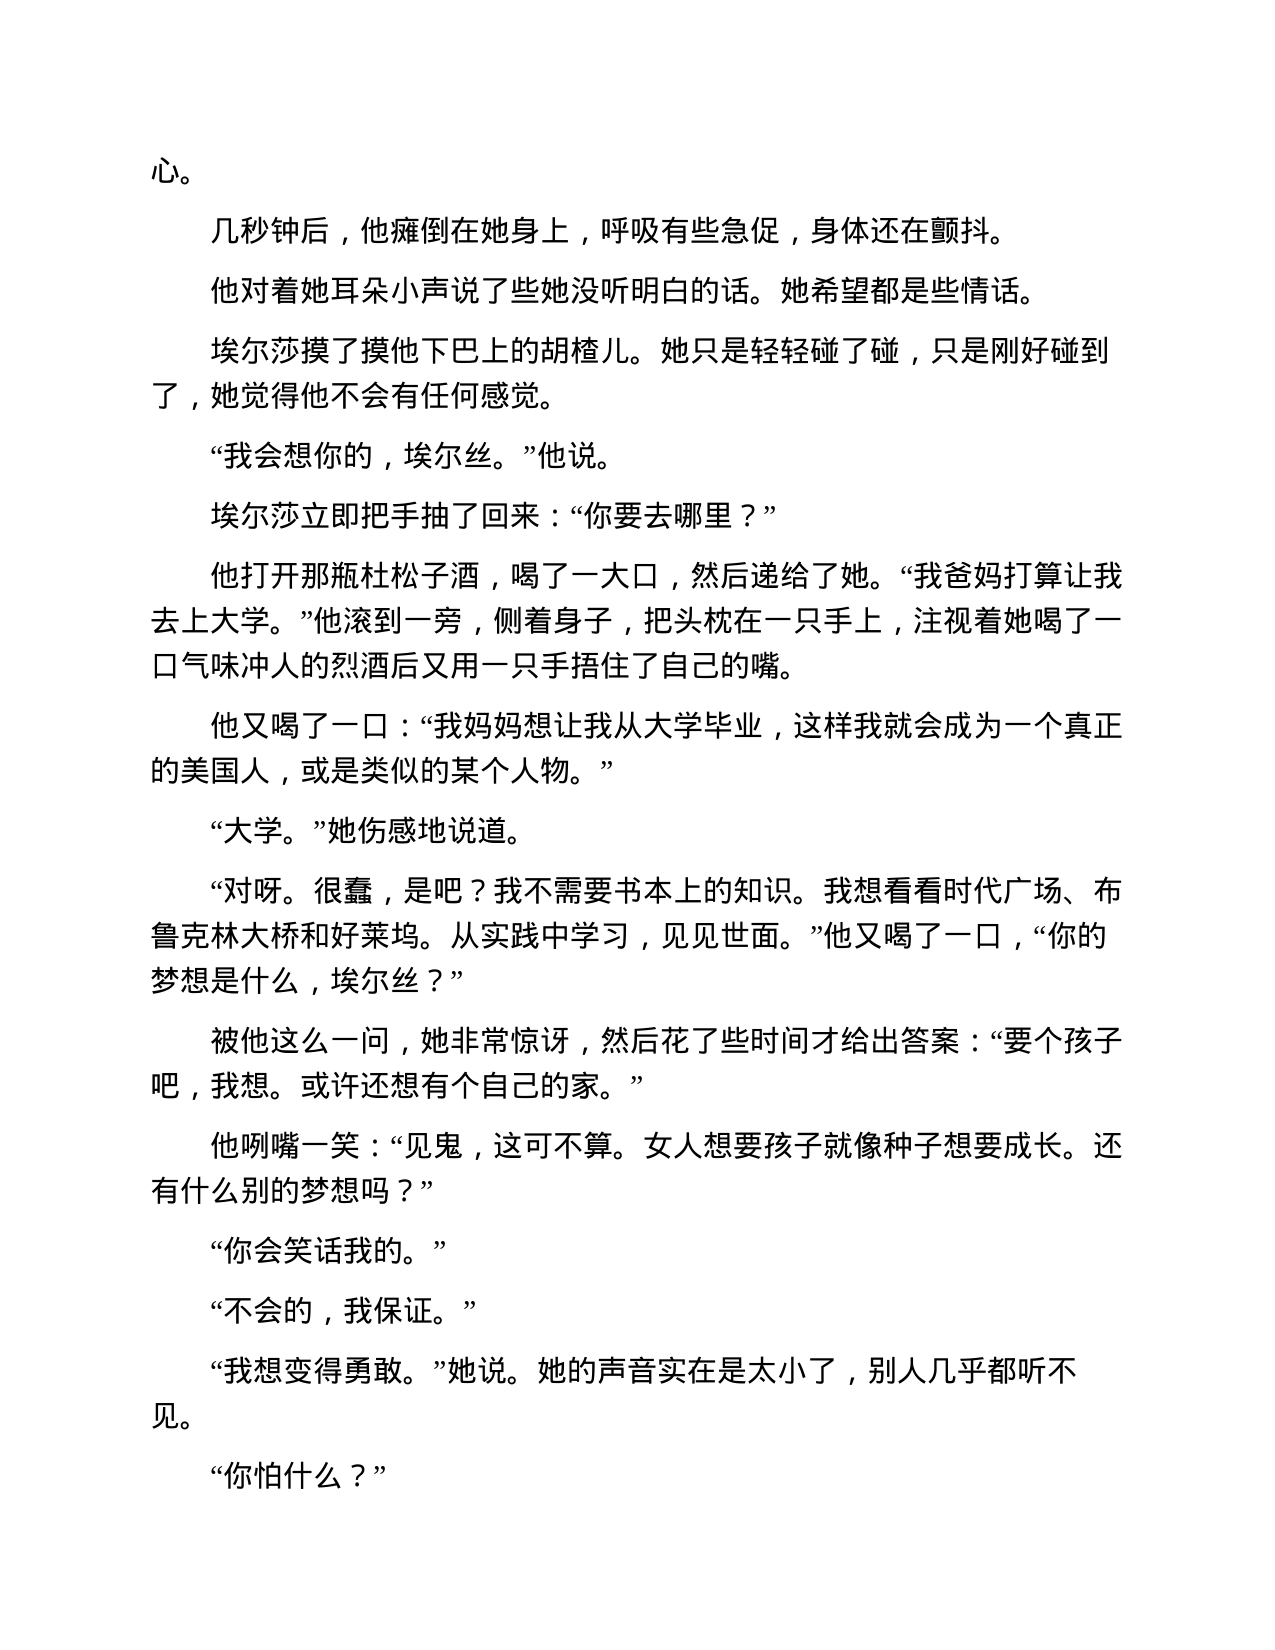 心。
几秒钟后，他瘫倒在她身上，呼吸有些急促，身体还在颤抖。
他对着她耳朵小声说了些她没听明白的话。她希望都是些情话。
埃尔莎摸了摸他下巴上的胡楂儿。她只是轻轻碰了碰，只是刚好碰到
了，她觉得他不会有任何感觉。
“我会想你的，埃尔丝。”他说。
埃尔莎立即把手抽了回来：“你要去哪里？”
他打开那瓶杜松子酒，喝了一大口，然后递给了她。“我爸妈打算让我
去上大学。”他滚到一旁，侧着身子，把头枕在一只手上，注视着她喝了一
口气味冲人的烈酒后又用一只手捂住了自己的嘴。
他又喝了一口：“我妈妈想让我从大学毕业，这样我就会成为一个真正
的美国人，或是类似的某个人物。”
“大学。”她伤感地说道。
“对呀。很蠢，是吧？我不需要书本上的知识。我想看看时代广场、布
鲁克林大桥和好莱坞。从实践中学习，见见世面。”他又喝了一口，“你的
梦想是什么，埃尔丝？”
被他这么一问，她非常惊讶，然后花了些时间才给出答案：“要个孩子
吧，我想。或许还想有个自己的家。”
他咧嘴一笑：“见鬼，这可不算。女人想要孩子就像种子想要成长。还
有什么别的梦想吗？”
“你会笑话我的。”
“不会的，我保证。”
“我想变得勇敢。”她说。她的声音实在是太小了，别人几乎都听不
见。
“你怕什么？”